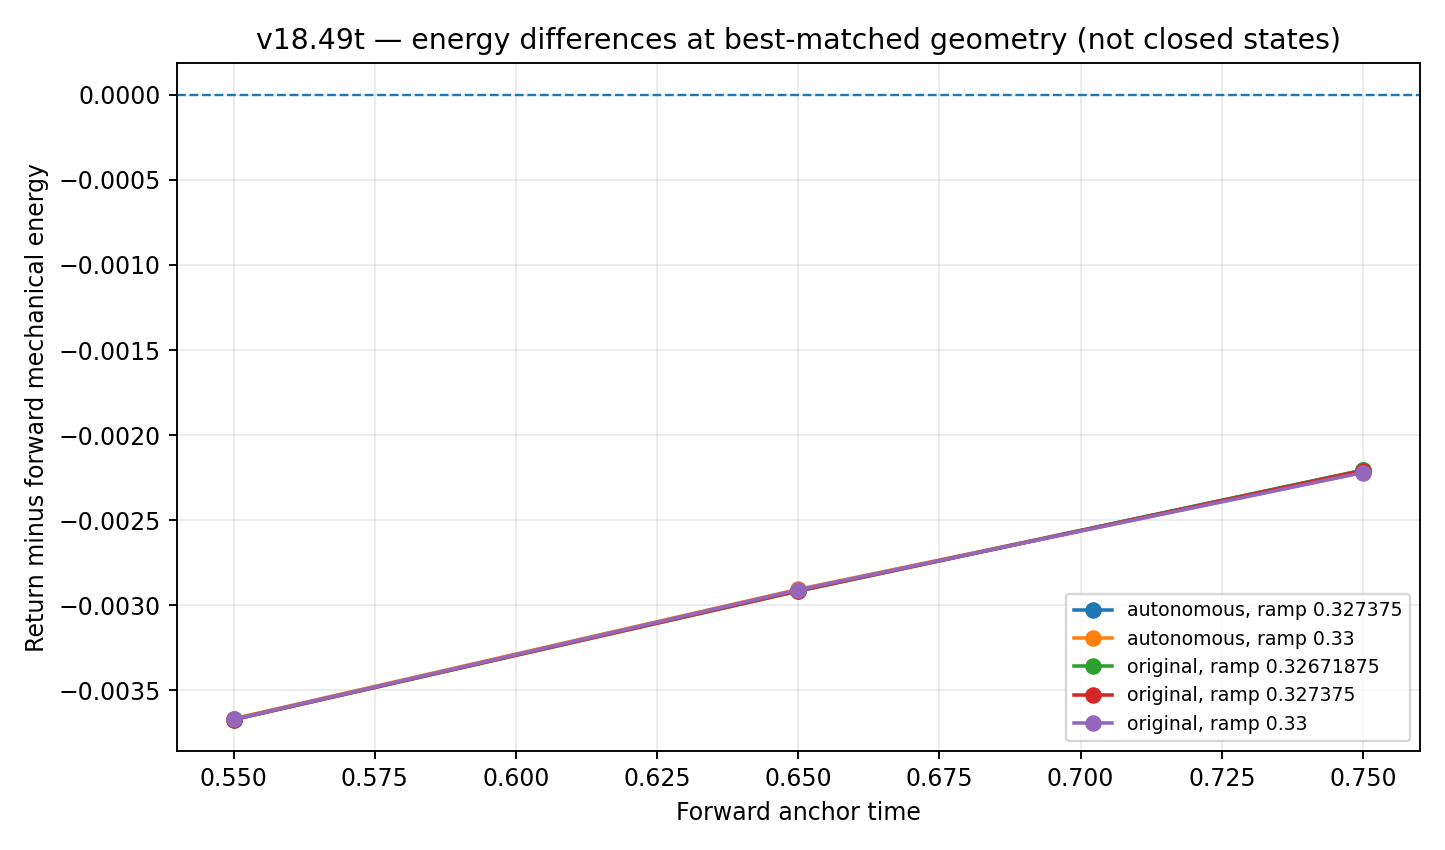 v18.49t — energy differences at best-matched geometry (not closed states)
Return minus forward mechanical energy
0.0000
−0.0005
−0.0010
−0.0015
−0.0020
−0.0025
−0.0030
−0.0035
autonomous, ramp 0.327375
autonomous, ramp 0.33
original, ramp 0.32671875
original, ramp 0.327375
original, ramp 0.33
0.550 0.575 0.600 0.625 0.650 0.675 0.700 0.725 0.750
Forward anchor time